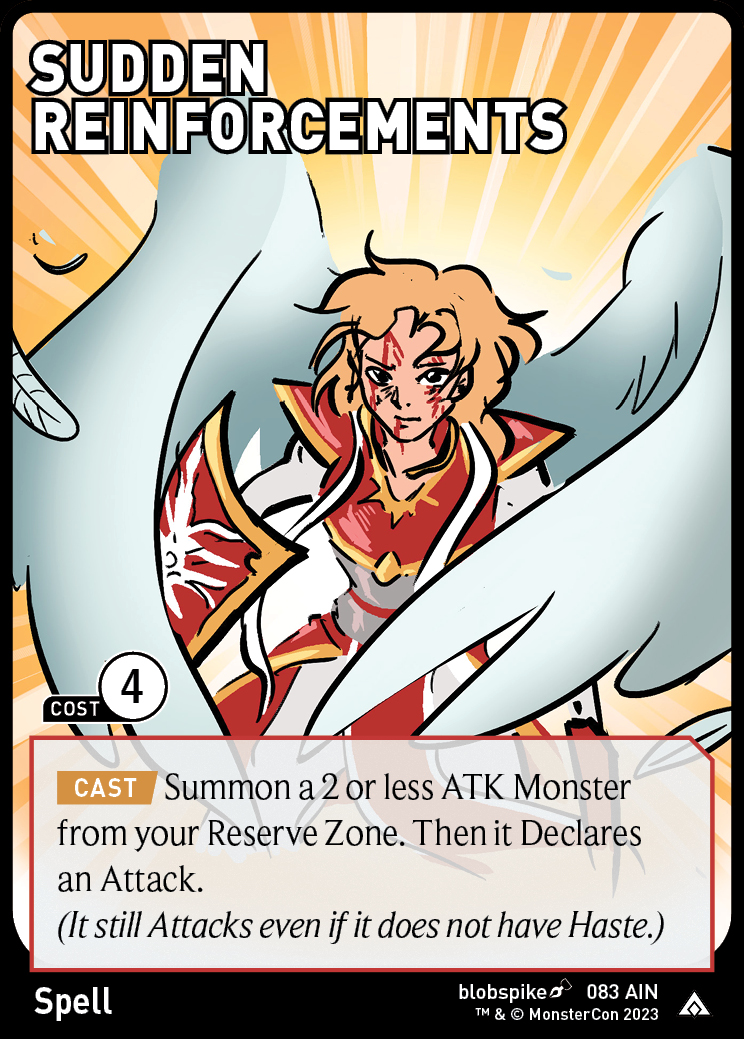 SUDDEN
REINFORCEMENTS
COST 4
CAST Summon a 2 or less ATK Monster
from your Reserve Zone. Then it Declares
an Attack.
(It still Attacks even if it does not have Haste.)
Spell
blobspike 083 AIN
™ & © MonsterCon 2023